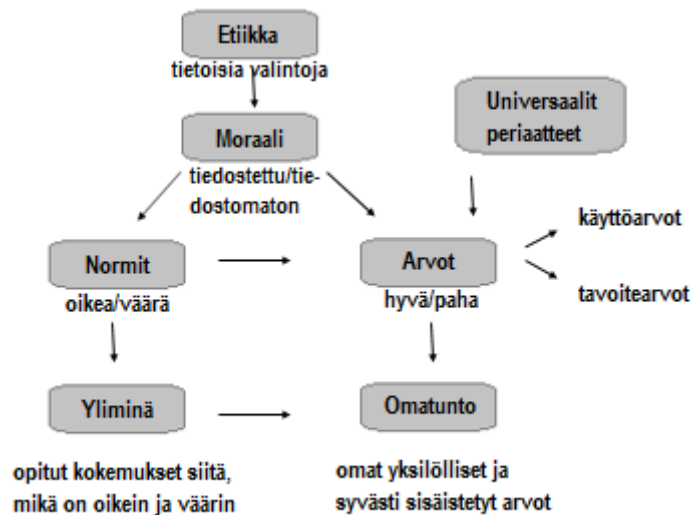 Etiikka
tietoisia valintoja
Universaalit
periaatteet
Moraali
tiedostettu/tie-
dostomaton
käyttöarvot
Normit
Arvot
oikea/väärä
hyvä/paha
tavoitearvot
Yliminä
Omatunto
opitut kokemukset siitä,
mikä on oikein ja väärin
omat yksilölliset ja
syvästi sisäistetyt arvot